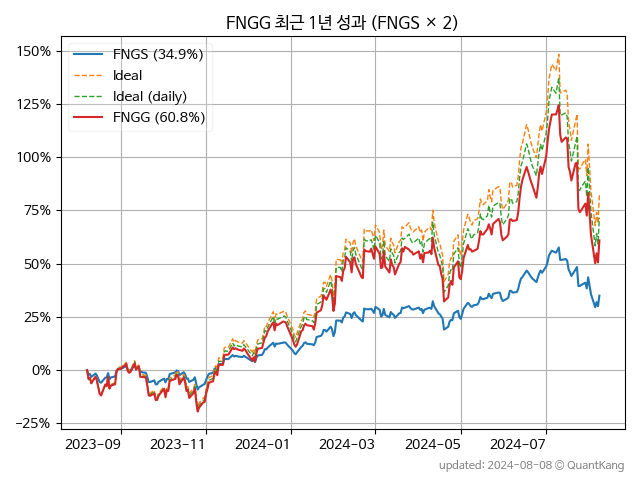 FNGG 최근 1년 성과 (FNGS × 2)
150%
125%
100%
75%
50%
25%
0%
−25%
FNGS (34.9%)
Ideal
Ideal (daily)
FNGG (60.8%)
2023−09 2023−11 2024−01 2024−03 2024−05 2024−07
updated: 2024-08-08 © QuantKang